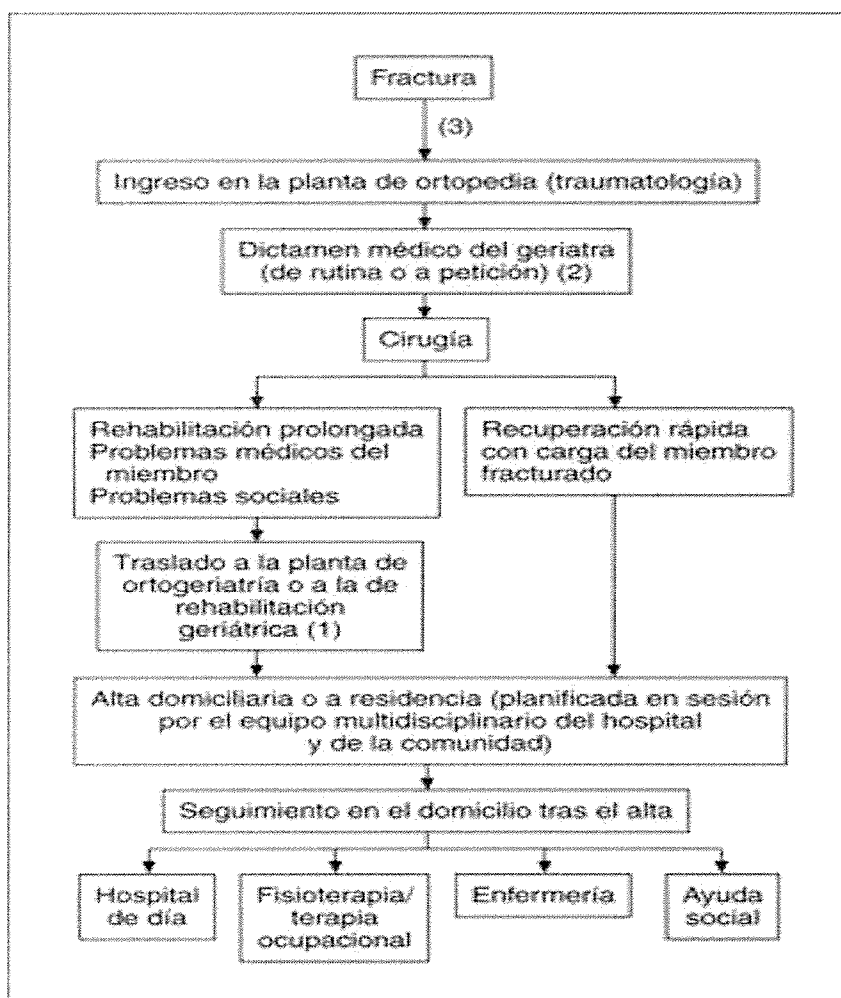 Fractura
(3)
Ingreso en la planta de ortopedia (traumatología)
Dictamen médico del geriatra
(de rutina o a petición) (2)
Cirugía
Rehabilitación prolongada
Problemas médicos del
miembro
Problemas sociales
Recuperación rápida
con carga del miembro
fracturado
Traslado a la planta de
ortogeriatría o a la de
rehabilitación
geriátrica (1)
Alta domiciliaria o a residencia (planificada en sesión
por el equipo multidisciplinario del hospital
y de la comunidad)
Seguimiento en el domicilio tras el alta
Hospital
de día
Fisioterapia/
terapia
ocupacional
Enfermería
Ayuda
social